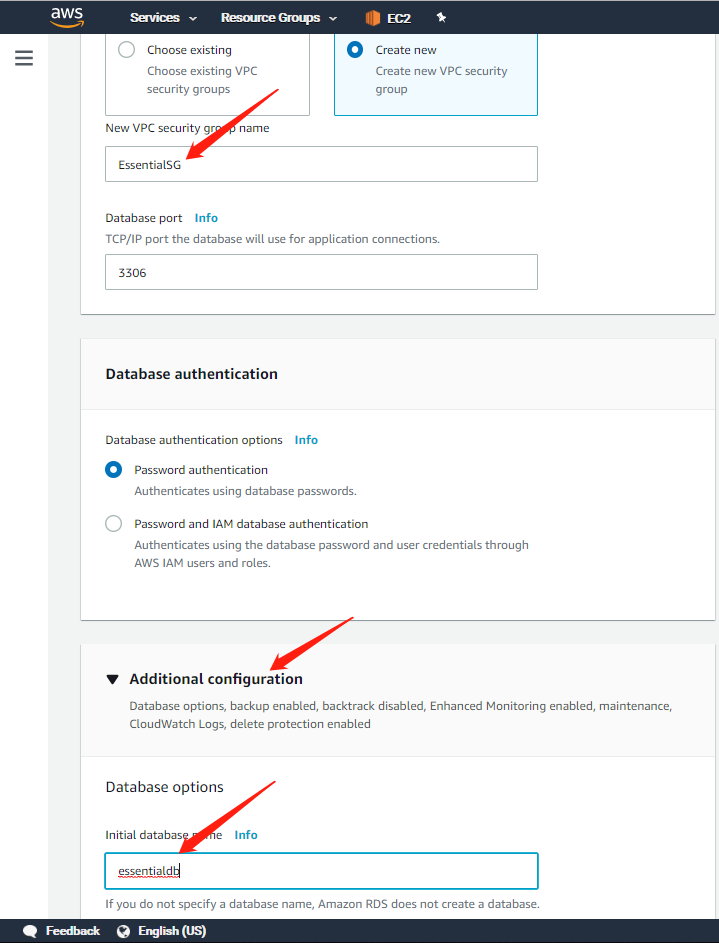 aws
Services
Resource Groups
EC2
Choose existing
Choose existing VPC
security groups
Create new
Create new VPC security
group
New VPC security group name
EssentialSG
Database port Info
TCP/IP port the database will use for application connections.
3306
Database authentication
Database authentication options Info
Password authentication
Authenticates using database passwords.
Password and IAM database authentication
Authenticates using the database password and user credentials through
AWS IAM users and roles.
Additional configuration
Database options, backup enabled, backtrack disabled, Enhanced Monitoring enabled, maintenance,
CloudWatch Logs, delete protection enabled
Database options
Initial database name Info
essentialdb
If you do not specify a database name, Amazon RDS does not create a database.
Feedback
English (US)